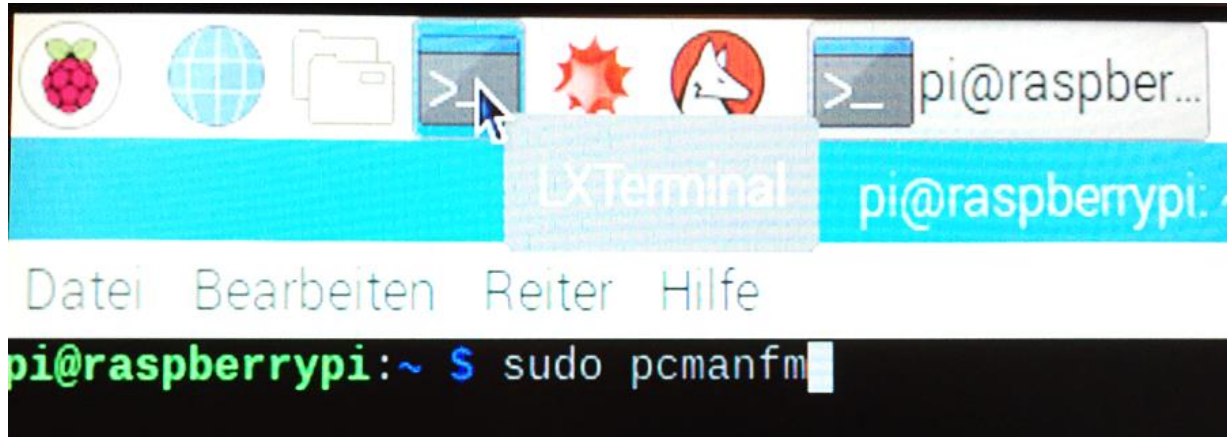 >_ >_ pi@raspber...
LXTerminal pi@raspberrypi: ~
Datei Bearbeiten Reiter Hilfe
pi@raspberrypi:~ $ sudo pcmanfm